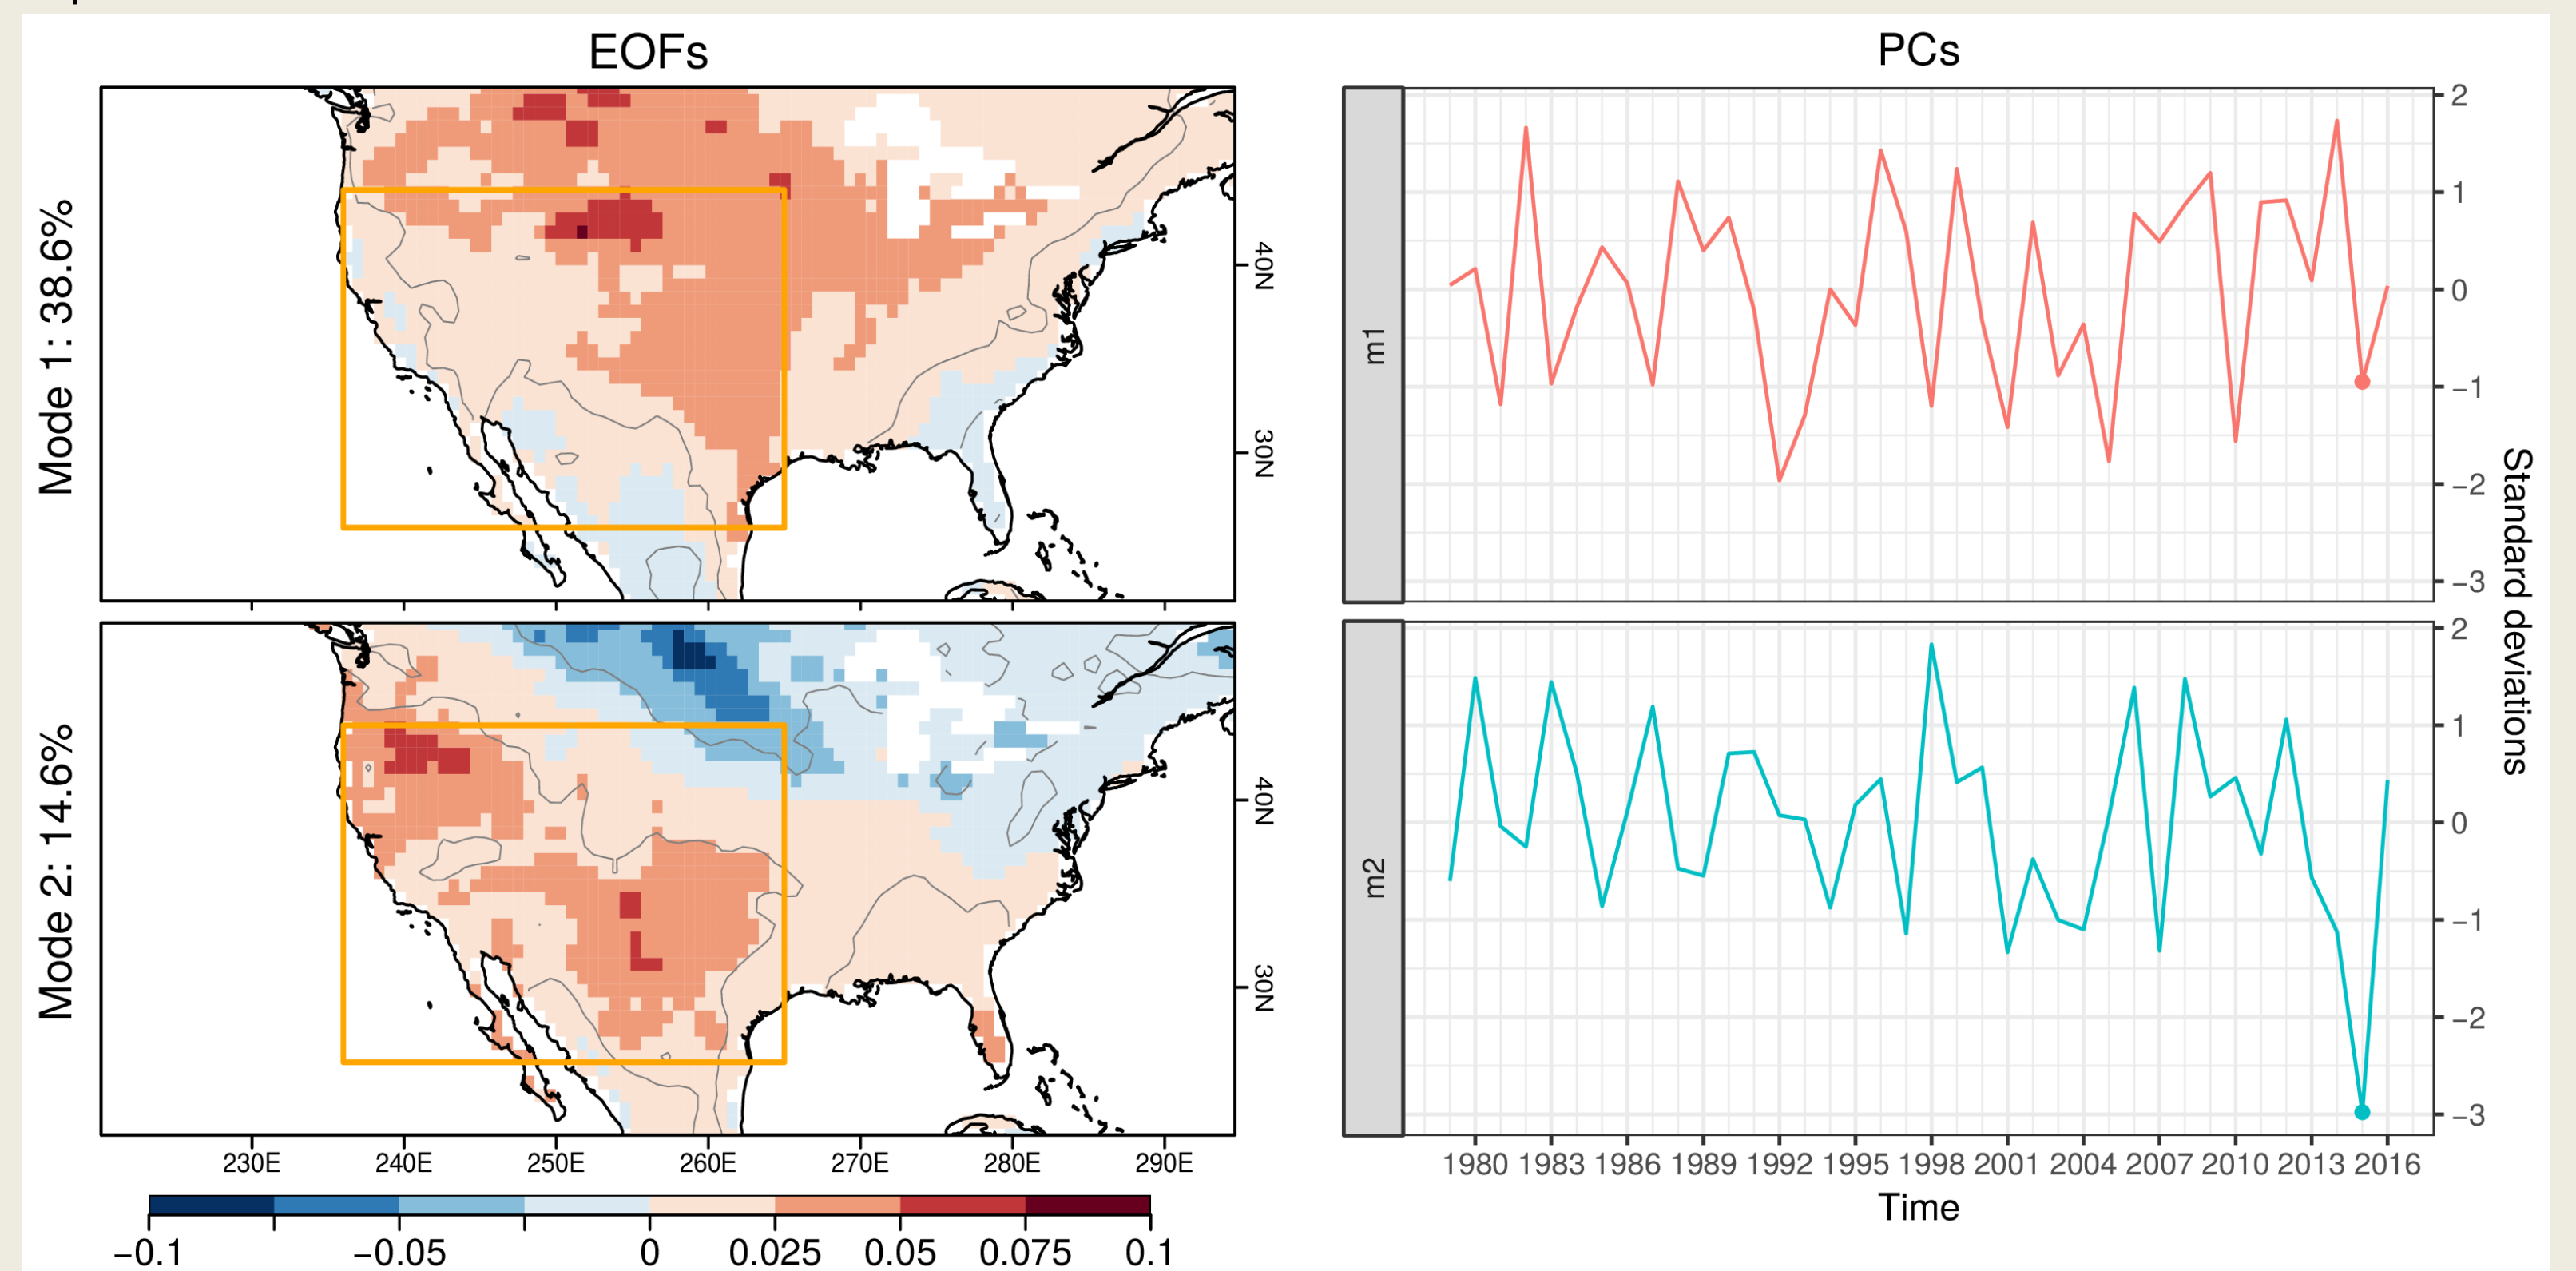 EOFs
PCs
Mode 1: 38.6%
40N
30N
m1
2
1
0
−1
−2
−3
Standard deviations
Mode 2: 14.6%
40N
30N
230E 240E 250E 260E 270E 280E 290E
−0.1 −0.05 0 0.025 0.05 0.075 0.1
m2
2
1
0
−1
−2
−3
1980 1983 1986 1989 1992 1995 1998 2001 2004 2007 2010 2013 2016
Time